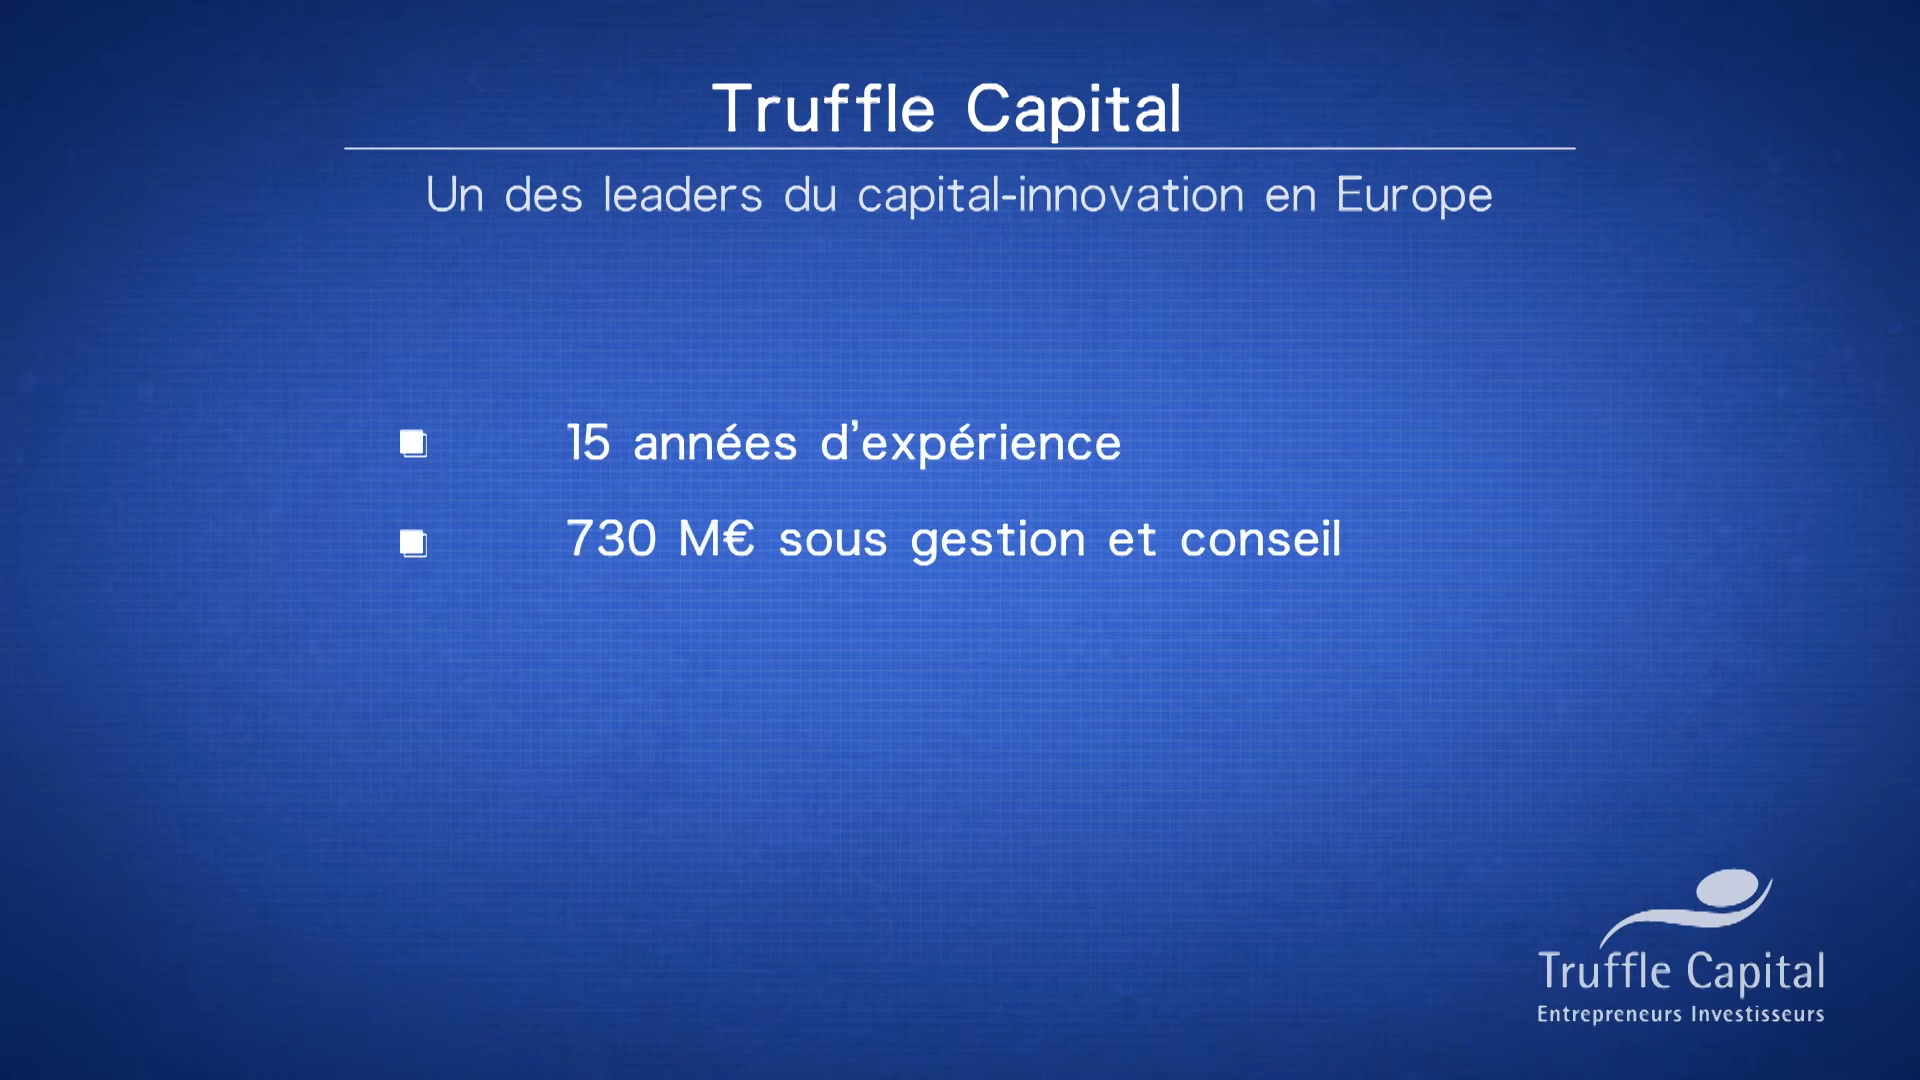 Truffle Capital
Un des leaders du capital-innovation en Europe
15 années d’expérience
730 M€ sous gestion et conseil
Truffle Capital
Entrepreneurs Investisseurs